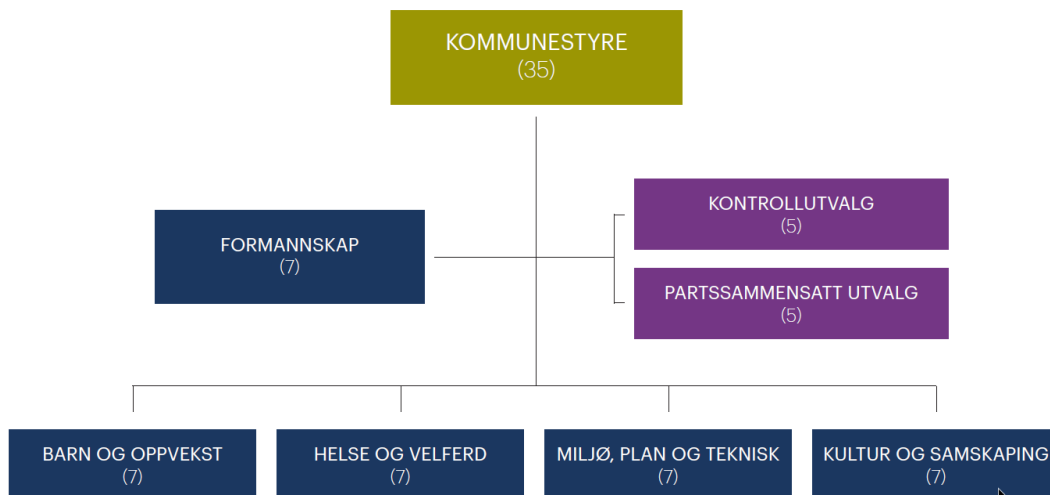 KOMMUNESTYRE
(35)
FORMANNSKAP
(7)
KONTROLLUTVALG
(5)
PARTSSAMMENSATT UTVALG
(5)
BARN OG OPPVEKST
(7)
HELSE OG VELFERD
(7)
MILJØ, PLAN OG TEKNISK
(7)
KULTUR OG SAMSKAPING
(7)